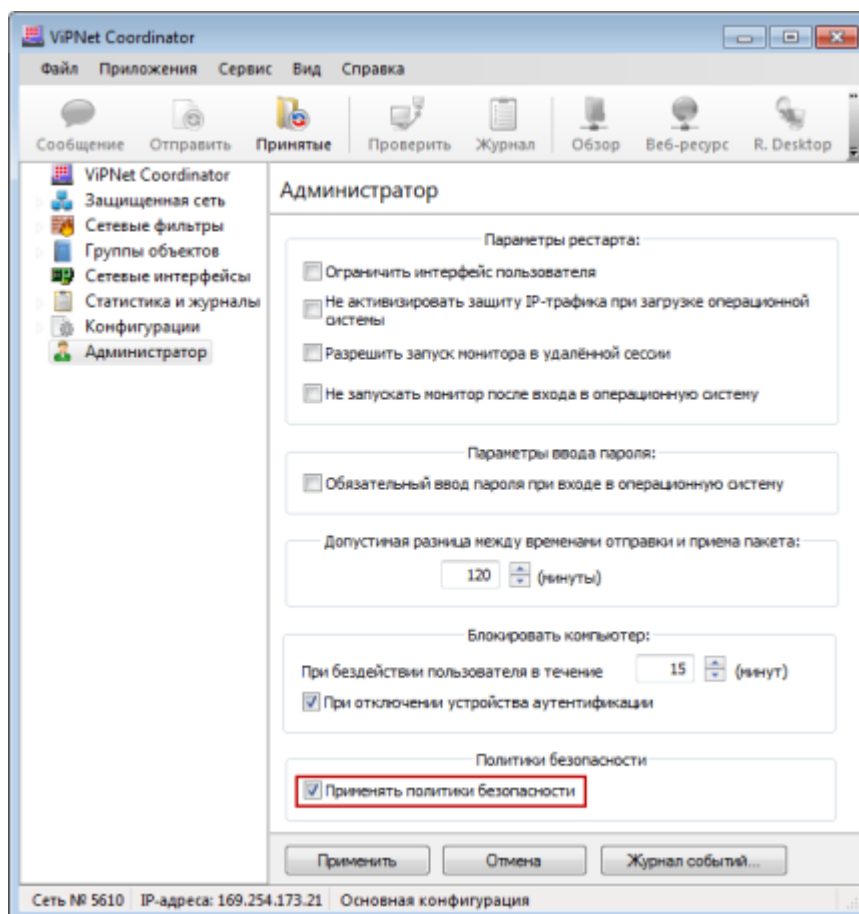 ViPNet Coordinator
Файл Приложения Сервис Вид Справка
Сообщение Отправить Принятые Проверить Журнал Обзор Веб-ресурс R. Desktop
ViPNet Coordinator
Защищенная сеть
Сетевые фильтры
Группы объектов
Сетевые интерфейсы
Статистика и журналы
Конфигурации
Администратор
Администратор
Параметры рестарта:
Ограничить интерфейс пользователя
Не активизировать защиту IP-трафика при загрузке операционной
системы
Разрешить запуск монитора в удалённой сессии
Не запускать монитор после входа в операционную систему
Параметры ввода пароля:
Обязательный ввод пароля при входе в операционную систему
Допустимая разница между временами отправки и приема пакета:
120 (минуты)
Блокировать компьютер:
При бездействии пользователя в течение 15 (минут)
При отключении устройства аутентификации
Политики безопасности
Применять политики безопасности
Применить Отмена Журнал событий...
Сеть № 5610 IP-адреса: 169.254.173.21 Основная конфигурация